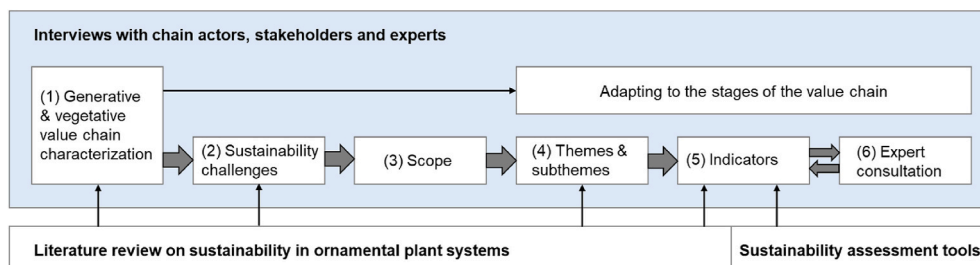 Interviews with chain actors, stakeholders and experts
(1) Generative
& vegetative
value chain
characterization
Adapting to the stages of the value chain
(2) Sustainability
challenges
(3) Scope
(4) Themes &
subthemes
(5) Indicators
(6) Expert
consultation
Literature review on sustainability in ornamental plant systems
Sustainability assessment tools